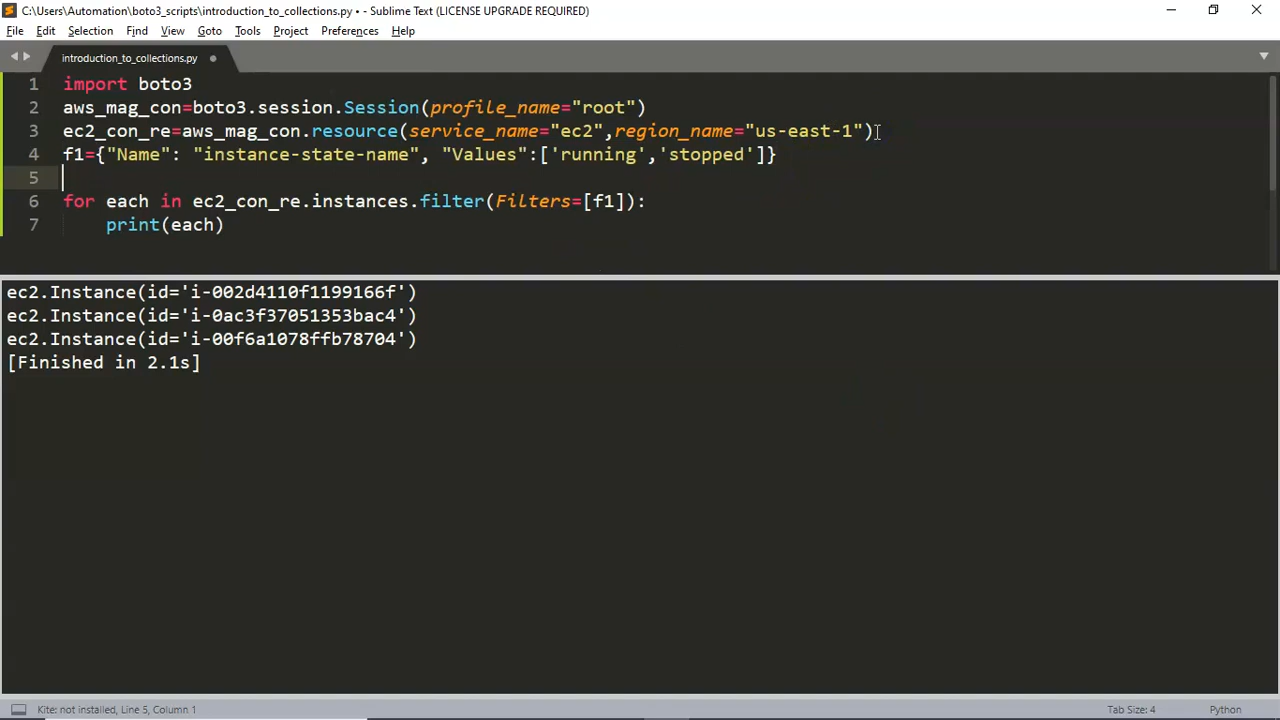 C:\Users\Automation\boto3_scripts\introduction_to_collections.py • - Sublime Text (LICENSE UPGRADE REQUIRED)
File Edit Selection Find View Goto Tools Project Preferences Help
introduction_to_collections.py
1 import boto3
2 aws_mag_con=boto3.session.Session(profile_name="root")
3 ec2_con_re=aws_mag_con.resource(service_name="ec2",region_name="us-east-1")
4 f1={"Name": "instance-state-name", "Values":['running','stopped']}
5
6 for each in ec2_con_re.instances.filter(Filters=[f1]):
7     print(each)
ec2.Instance(id='i-002d4110f1199166f')
ec2.Instance(id='i-0ac3f37051353bac4')
ec2.Instance(id='i-00f6a1078ffb78704')
[Finished in 2.1s]
Kite: not installed, Line 5, Column 1 Tab Size: 4 Python